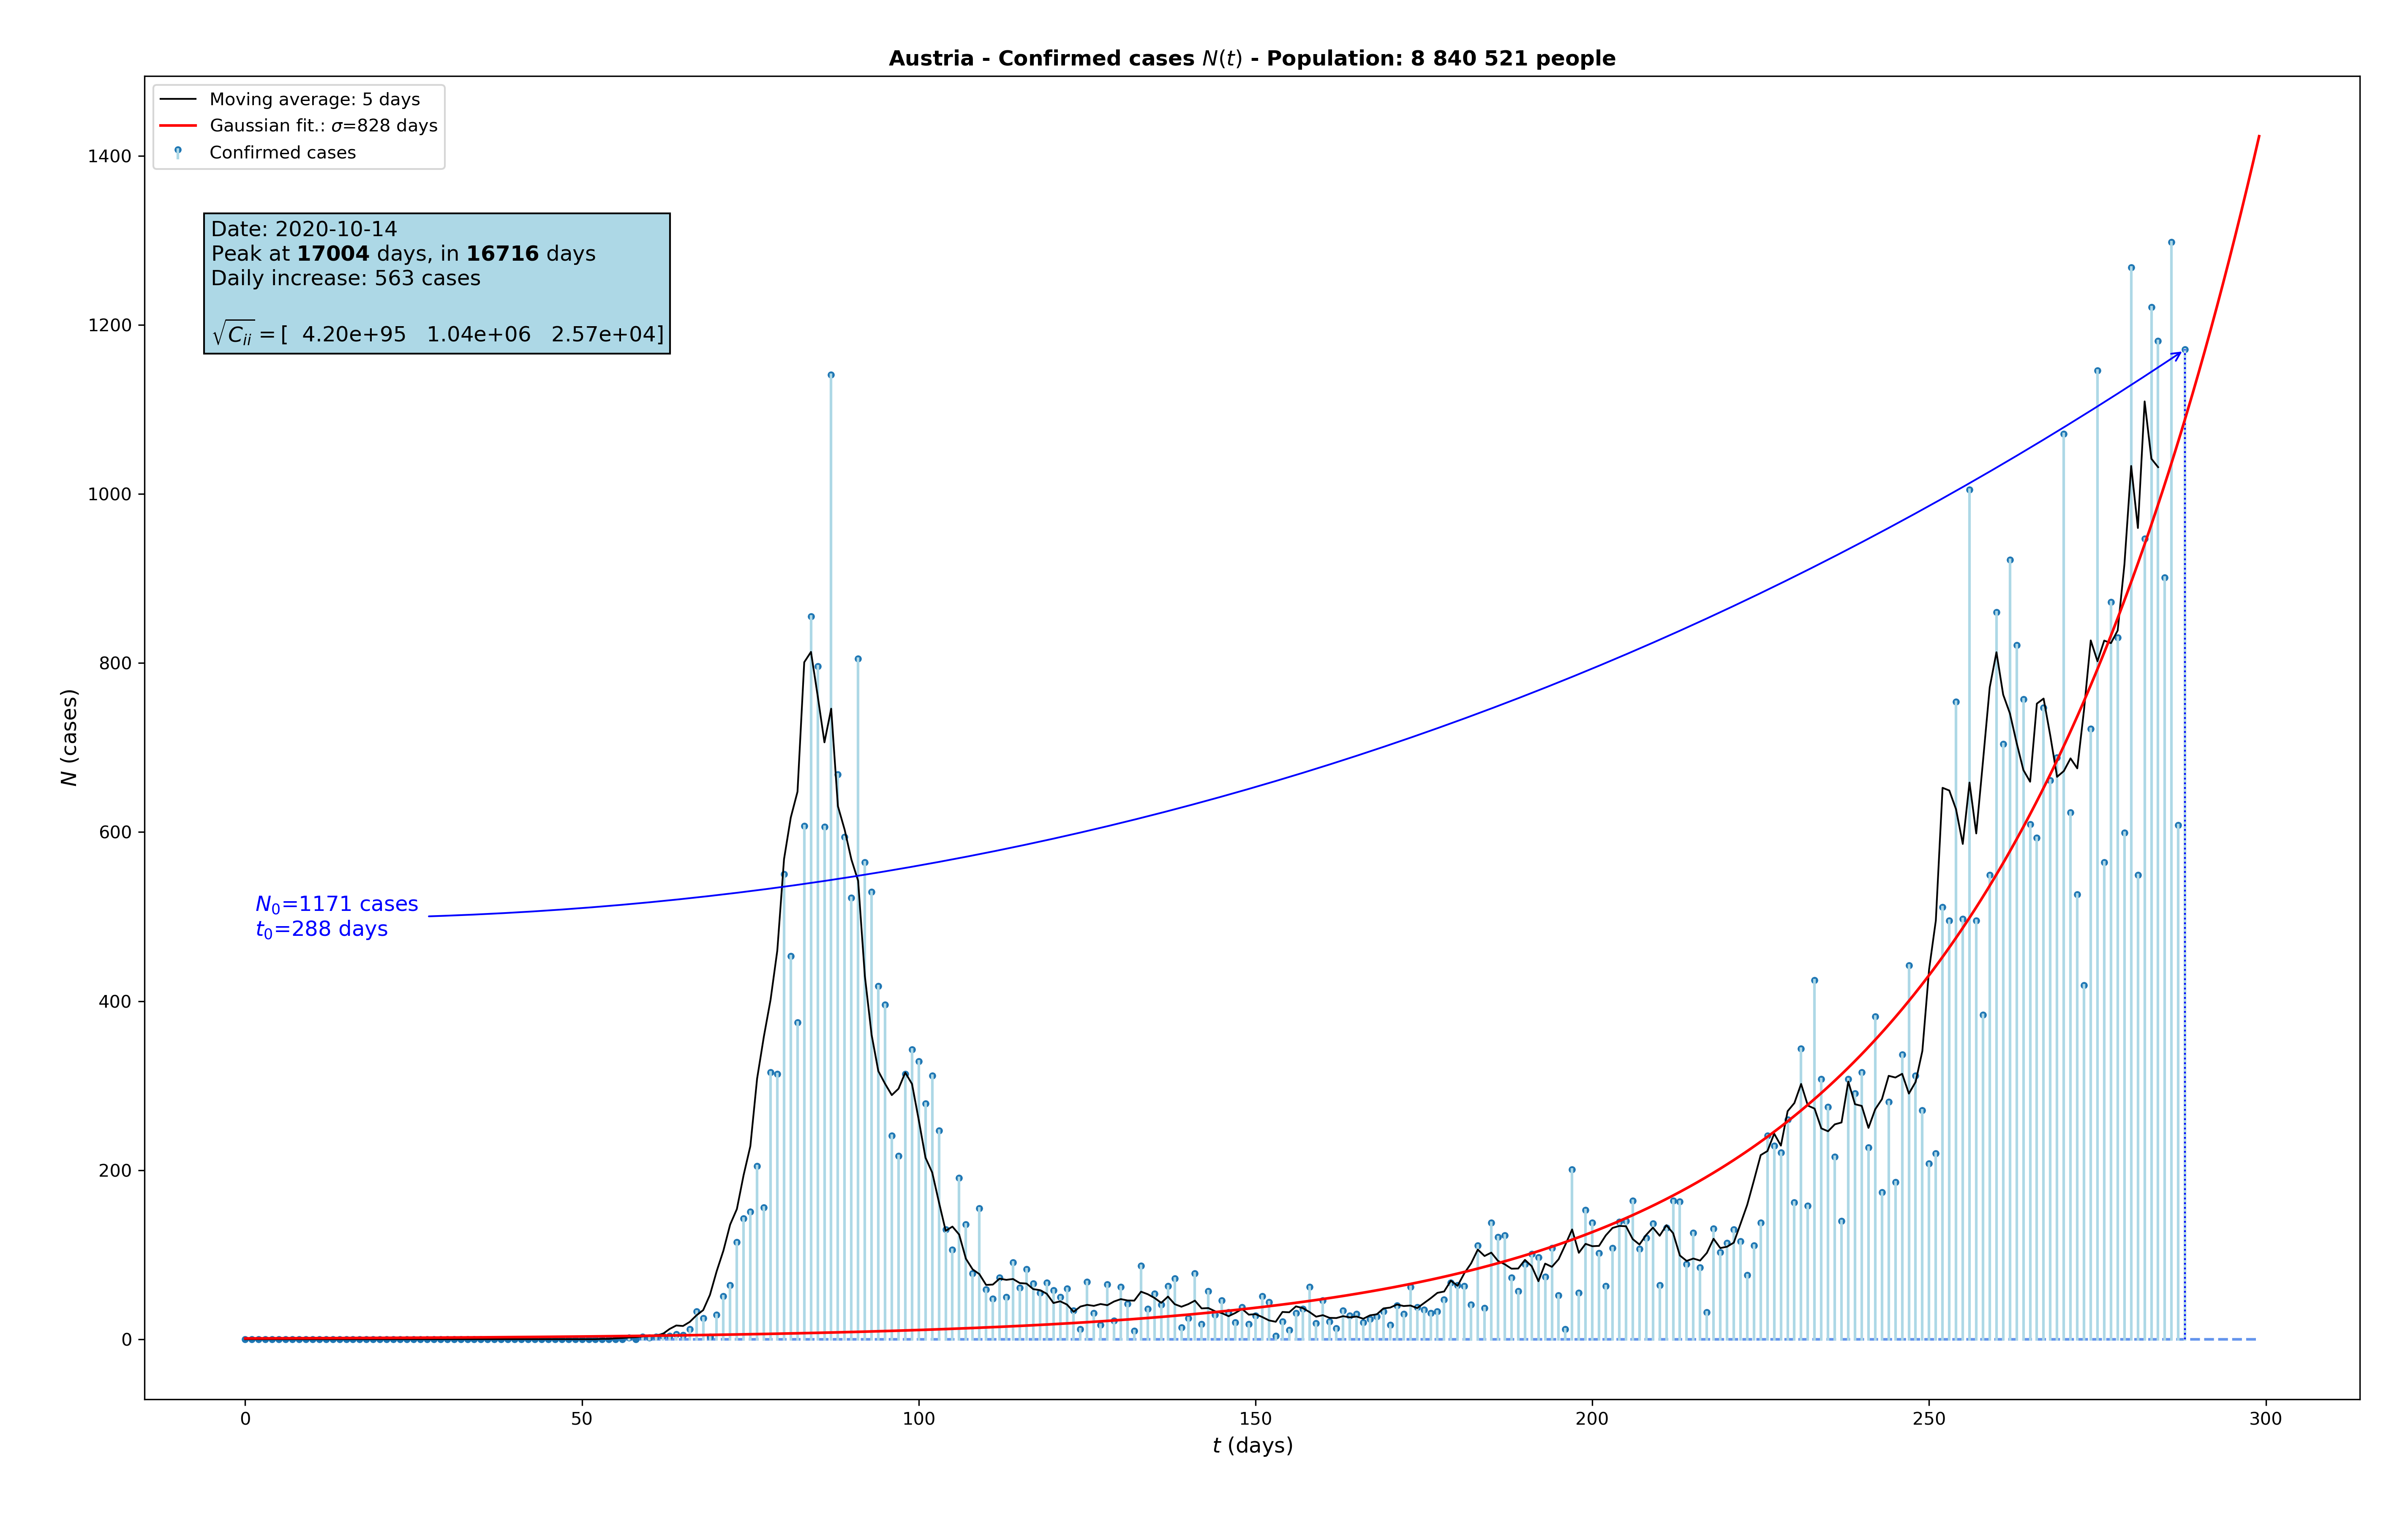 Austria - Confirmed cases N(t) - Population: 8 840 521 people
Moving average: 5 days
Gaussian fit.: σ=828 days
Confirmed cases
Date: 2020-10-14
Peak at 17004 days, in 16716 days
Daily increase: 563 cases
√Cᵢᵢ = [ 4.20e+95 1.04e+06 2.57e+04]
N₀=1171 cases
t₀=288 days
N (cases)
1400
1200
1000
800
600
400
200
0
0 50 100 150 200 250 300
t (days)